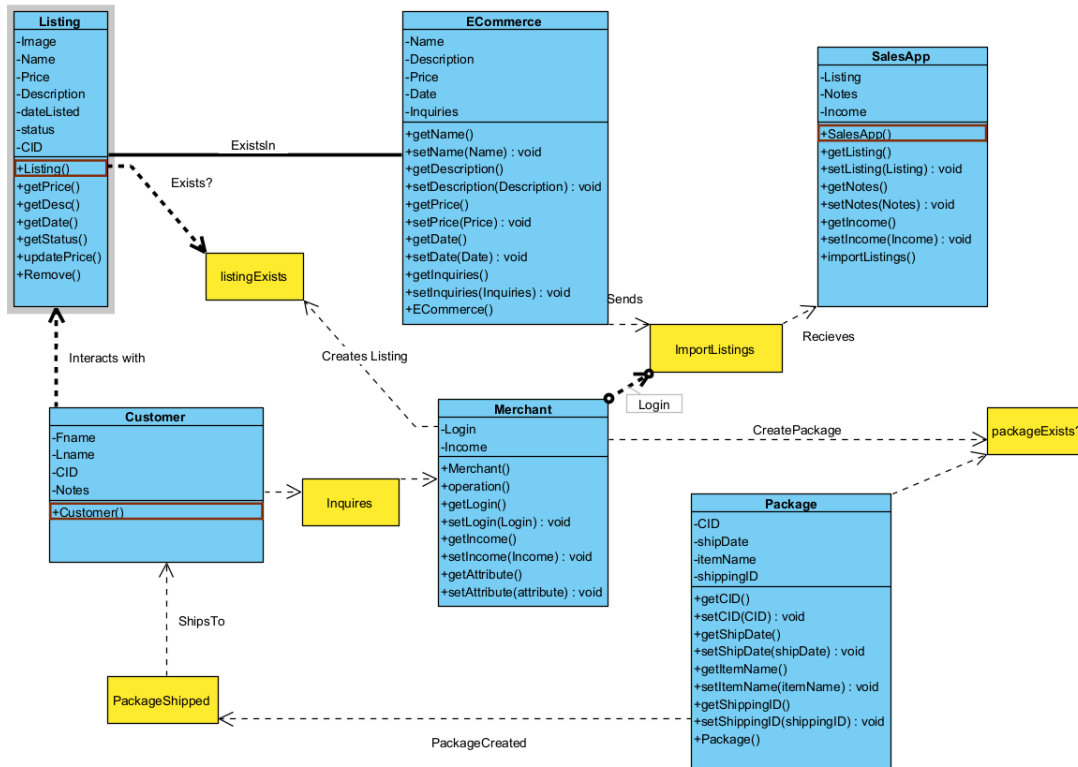 Listing
-Image
-Name
-Price
-Description
-dateListed
-status
-CID
+Listing()
+getPrice()
+getDesc()
+getDate()
+getStatus()
+updatePrice()
+Remove()
ExistsIn
Exists?
listingExists
ECommerce
-Name
-Description
-Price
-Date
-Inquiries
+getName()
+setName(Name) : void
+getDescription()
+setDescription(Description) : void
+getPrice()
+setPrice(Price) : void
+getDate()
+setDate(Date) : void
+getInquiries()
+setInquiries(Inquiries) : void
+ECommerce()
SalesApp
-Listing
-Notes
-Income
+SalesApp()
+getListing()
+setListing(Listing) : void
+getNotes()
+setNotes(Notes) : void
+getIncome()
+setIncome(Income) : void
+importListings()
Sends
ImportListings
Recieves
Interacts with
Creates Listing
Login
Customer
-Fname
-Lname
-CID
-Notes
+Customer()
Inquires
Merchant
-Login
-Income
+Merchant()
+operation()
+getLogin()
+setLogin(Login) : void
+getIncome()
+setIncome(Income) : void
+getAttribute()
+setAttribute(attribute) : void
CreatePackage
packageExists?
Package
-CID
-shipDate
-itemName
-shippingID
+getCID()
+setCID(CID) : void
+getShipDate()
+setShipDate(shipDate) : void
+getItemName()
+setItemName(itemName) : void
+getShippingID()
+setShippingID(shippingID) : void
+Package()
ShipsTo
PackageShipped
PackageCreated